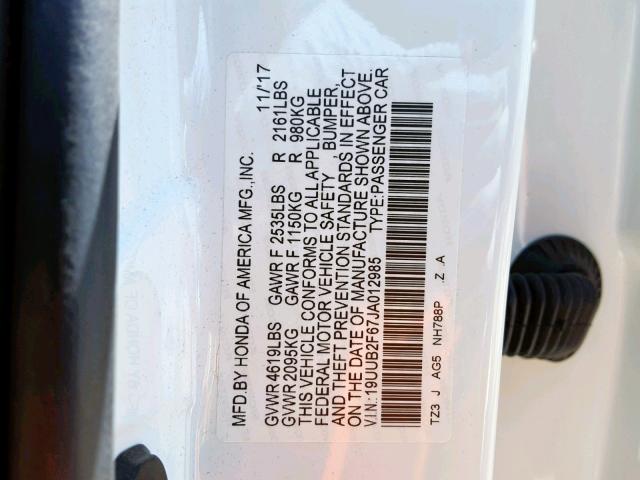 MFD.BY HONDA OF AMERICA MFG.,INC. 11/17
GVWR 4619LBS GAWR F 2535LBS R 2161LBS
GVWR 2095KG GAWR F 1150KG R 980KG
THIS VEHICLE CONFORMS TO ALL APPLICABLE
FEDERAL MOTOR VEHICLE SAFETY, BUMPER,
AND THEFT PREVENTION STANDARDS IN EFFECT
ON THE DATE OF MANUFACTURE SHOWN ABOVE.
V.I.N.: 19UUB2F67JA012985 TYPE:PASSENGER CAR
TZ3 J AG5 NH788P .Z .A